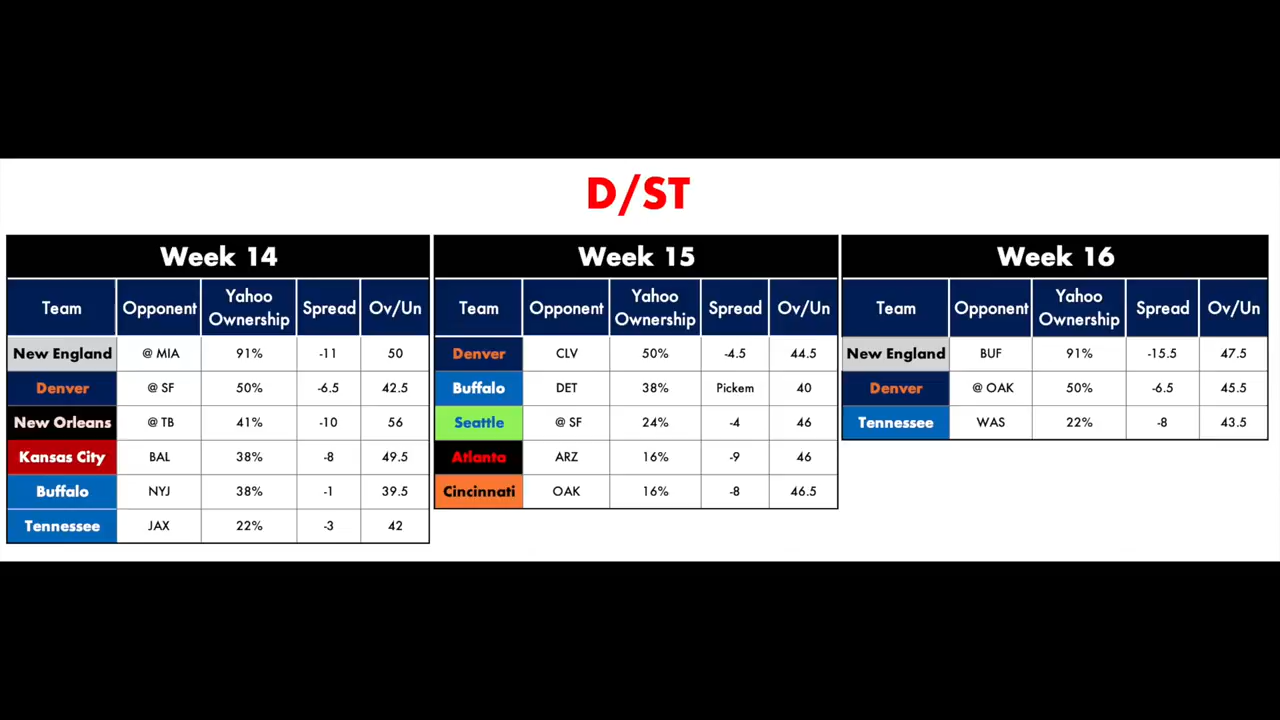 D/ST
Week 14
Team Opponent Yahoo Ownership Spread Ov/Un
New England @ MIA 91% -11 50
Denver @ SF 50% -6.5 42.5
New Orleans @ TB 41% -10 56
Kansas City BAL 38% -8 49.5
Buffalo NYJ 38% -1 39.5
Tennessee JAX 22% -3 42
Week 15
Team Opponent Yahoo Ownership Spread Ov/Un
Denver CLV 50% -4.5 44.5
Buffalo DET 38% Pickem 40
Seattle @ SF 24% -4 46
Atlanta ARZ 16% -9 46
Cincinnati OAK 16% -8 46.5
Week 16
Team Opponent Yahoo Ownership Spread Ov/Un
New England BUF 91% -15.5 47.5
Denver @ OAK 50% -6.5 45.5
Tennessee WAS 22% -8 43.5